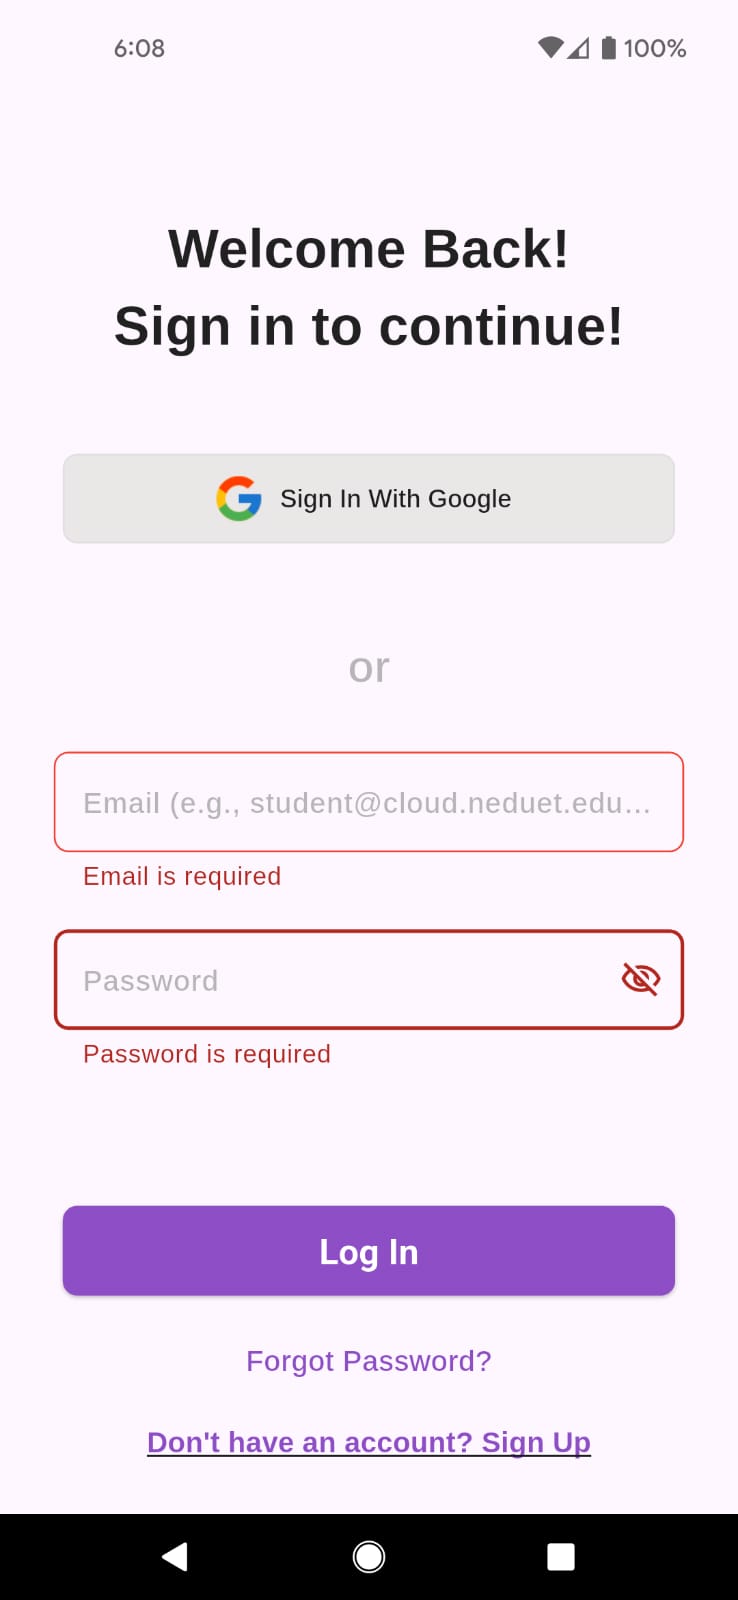 6:08
100%
Welcome Back!
Sign in to continue!
Sign In With Google
or
Email (e.g., student@cloud.neduet.edu...
Email is required
Password
Password is required
Log In
Forgot Password?
Don't have an account? Sign Up